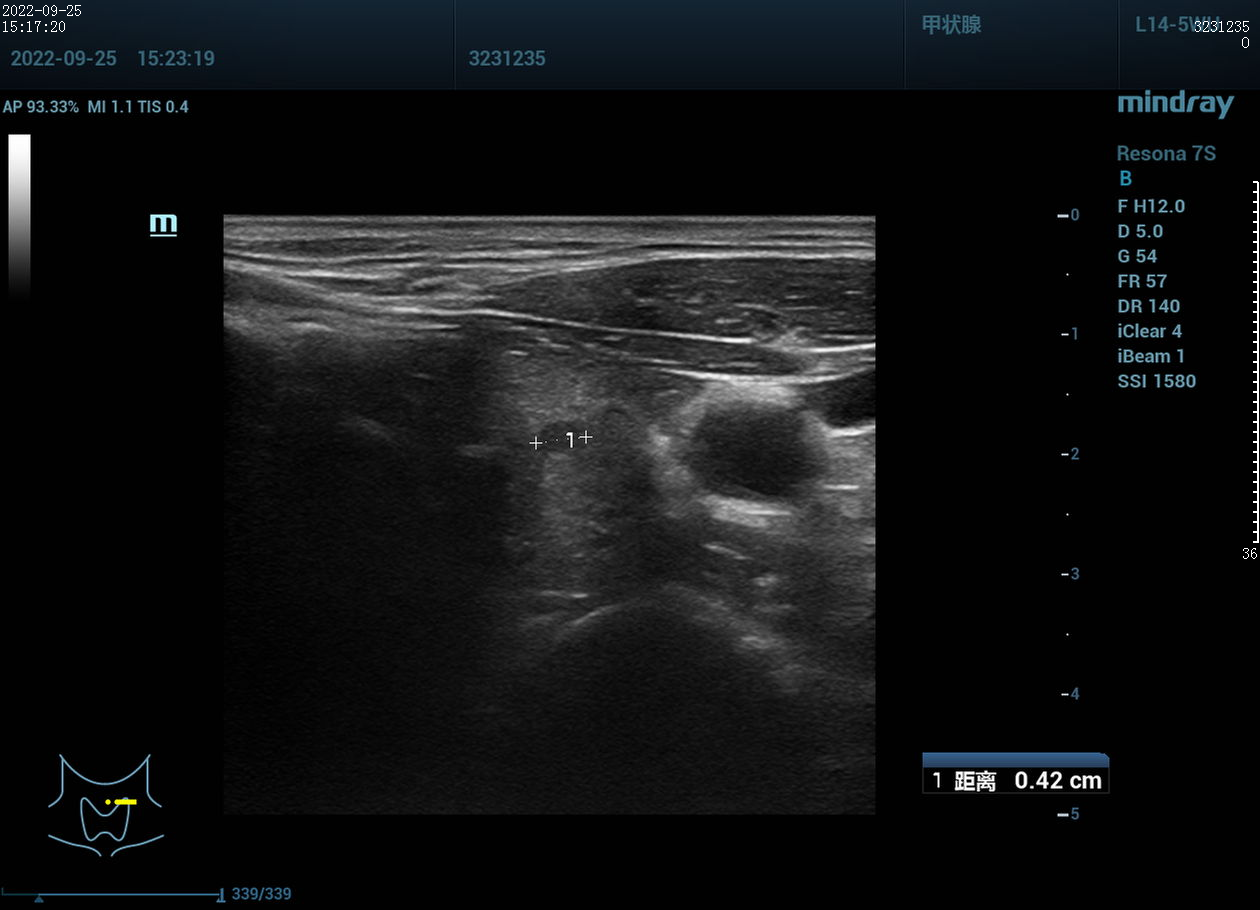 2022-09-25
15:17:20
2022-09-25 15:23:19
3231235
甲状腺
L14-5WU
3231235
0
AP 93.33% MI 1.1 TIS 0.4
mindray
Resona 7S
B
F H12.0
D 5.0
G 54
FR 57
DR 140
iClear 4
iBeam 1
SSI 1580
m
0
1
2
3
4
5
1
36
1 距离 0.42 cm
339/339